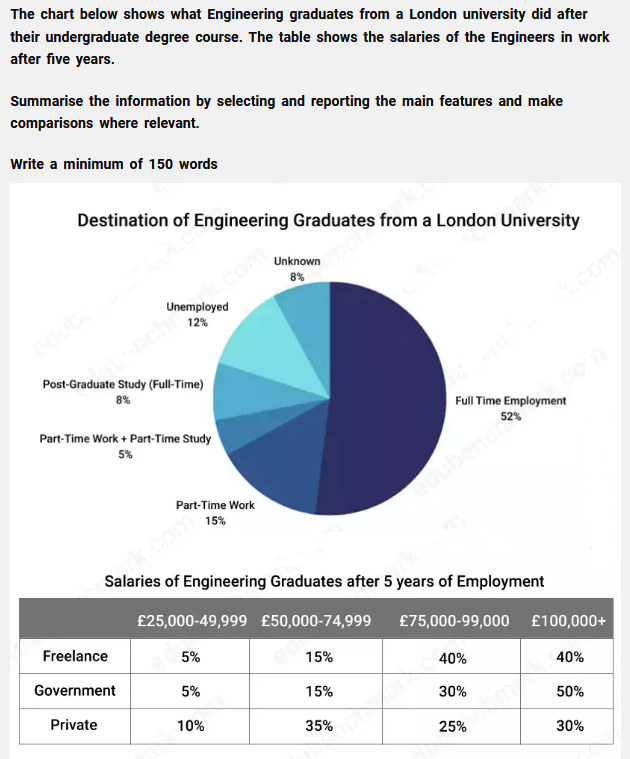 The chart below shows what Engineering graduates from a London university did after
their undergraduate degree course. The table shows the salaries of the Engineers in work
after five years.
Summarise the information by selecting and reporting the main features and make
comparisons where relevant.
Write a minimum of 150 words
Destination of Engineering Graduates from a London University
Unknown
8%
Unemployed
12%
Post-Graduate Study (Full-Time)
8%
Full Time Employment
52%
Part-Time Work + Part-Time Study
5%
Part-Time Work
15%
Salaries of Engineering Graduates after 5 years of Employment
£25,000-49,999 £50,000-74,999 £75,000-99,000 £100,000+
Freelance 5% 15% 40% 40%
Government 5% 15% 30% 50%
Private 10% 35% 25% 30%